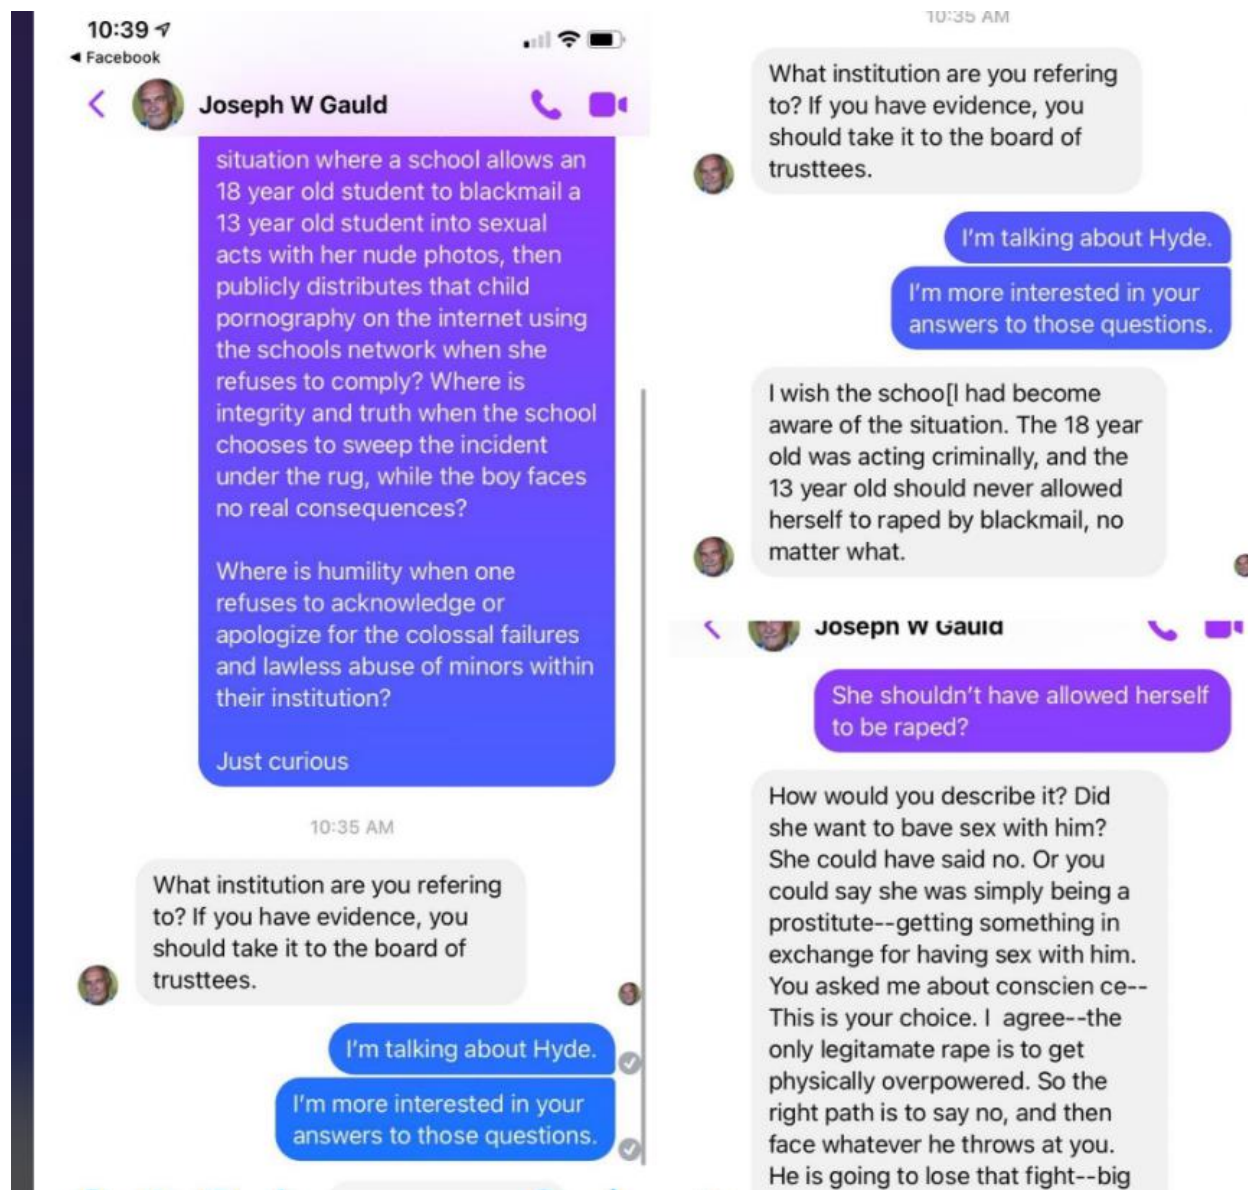 10:39
Facebook
Joseph W Gauld
situation where a school allows an
18 year old student to blackmail a
13 year old student into sexual
acts with her nude photos, then
publicly distributes that child
pornography on the internet using
the schools network when she
refuses to comply? Where is
integrity and truth when the school
chooses to sweep the incident
under the rug, while the boy faces
no real consequences?
Where is humility when one
refuses to acknowledge or
apologize for the colossal failures
and lawless abuse of minors within
their institution?
Just curious
10:35 AM
What institution are you refering
to? If you have evidence, you
should take it to the board of
trusttees.
I'm talking about Hyde.
I'm more interested in your
answers to those questions.
10:35 AM
What institution are you refering
to? If you have evidence, you
should take it to the board of
trusttees.
I'm talking about Hyde.
I'm more interested in your
answers to those questions.
I wish the schoo[l had become
aware of the situation. The 18 year
old was acting criminally, and the
13 year old should never allowed
herself to raped by blackmail, no
matter what.
Joseph W Gauld
She shouldn't have allowed herself
to be raped?
How would you describe it? Did
she want to bave sex with him?
She could have said no. Or you
could say she was simply being a
prostitute--getting something in
exchange for having sex with him.
You asked me about conscien ce--
This is your choice. I  agree--the
only legitamate rape is to get
physically overpowered. So the
right path is to say no, and then
face whatever he throws at you.
He is going to lose that fight--big